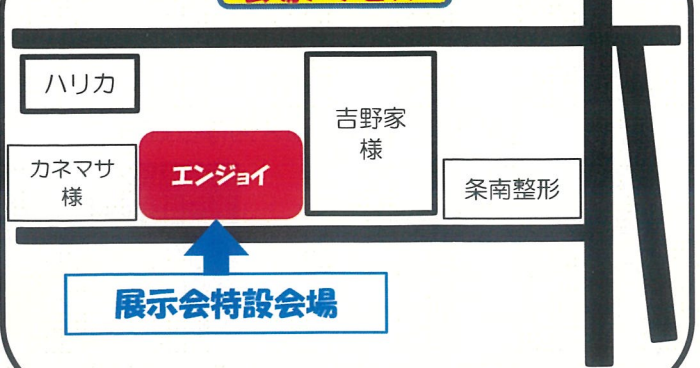 ハリカ
カネマサ
様
エンジョイ
吉野家
様
条南整形
展示会特設会場